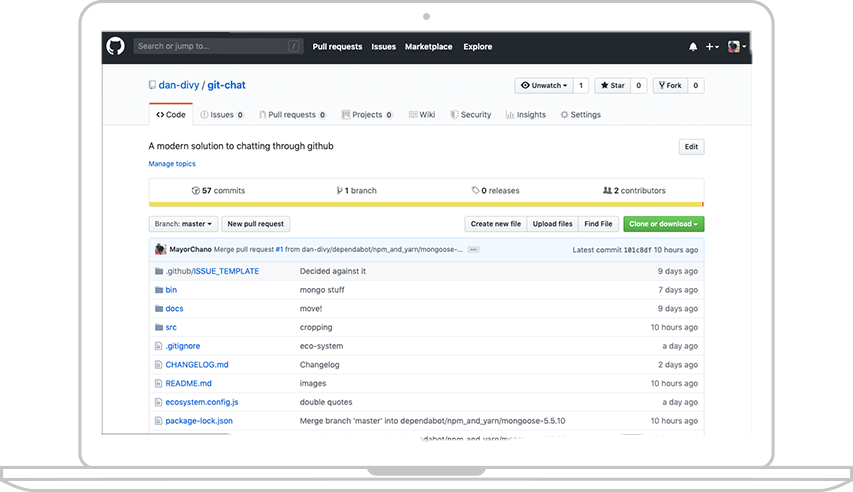 Search or jump to... / Pull requests Issues Marketplace Explore
dan-divy / git-chat Unwatch 1 Star 0 Fork 0
Code Issues 0 Pull requests 0 Projects 0 Wiki Security Insights Settings
A modern solution to chatting through github Edit
Manage topics
57 commits 1 branch 0 releases 2 contributors
Branch: master New pull request Create new file Upload files Find File Clone or download
MayorChano Merge pull request #1 from dan-divy/dependabot/npm_and_yarn/mongoose-... Latest commit 101c8df 10 hours ago
.github/ISSUE_TEMPLATE Decided against it 9 days ago
bin mongo stuff 7 days ago
docs move! 9 days ago
src cropping 10 hours ago
.gitignore eco-system a day ago
CHANGELOG.md Changelog 2 days ago
README.md images 10 hours ago
ecosystem.config.js double quotes a day ago
package-lock.json Merge branch 'master' into dependabot/npm_and_yarn/mongoose-5.5.10 10 hours ago